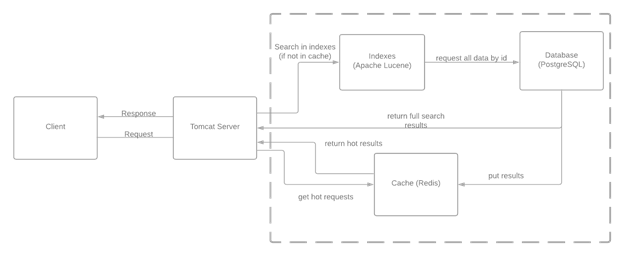 Search in indexes
(if not in cache)
Indexes
(Apache Lucene)
request all data by id
Database
(PostgreSQL)
Client
Response
Request
Tomcat Server
return full search
results
return hot results
Cache (Redis)
put results
get hot requests